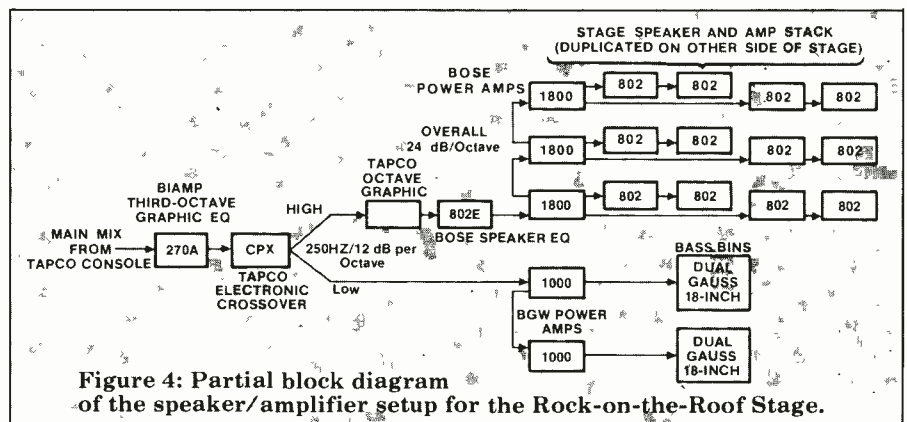 STAGE SPEAKER AND AMP STACK
(DUPLICATED ON OTHER SIDE OF STAGE)
BOSE
POWER AMPS
1800
802
802
802
802
OVERALL
24 dB/Octave
1800
802
802
802
802
TAPCO
OCTAVE
GRAPHIC
BIAMP
THIRD-OCTAVE
GRAPHIC EQ
HIGH
802E
1800
802
802
802
802
MAIN MIX
FROM
TAPCO CONSOLE
270A
CPX
250HZ/12 dB per
Octave
BOSE SPEAKER EQ
TAPCO
ELECTRONIC
CROSSOVER
Low
BASS BINS
1000
DUAL
GAUSS
18-INCH
BGW POWER
AMPS
1000
DUAL
GAUSS
18-INCH
Figure 4: Partial block diagram
of the speaker/amplifier setup for the Rock-on-the-Roof Stage.